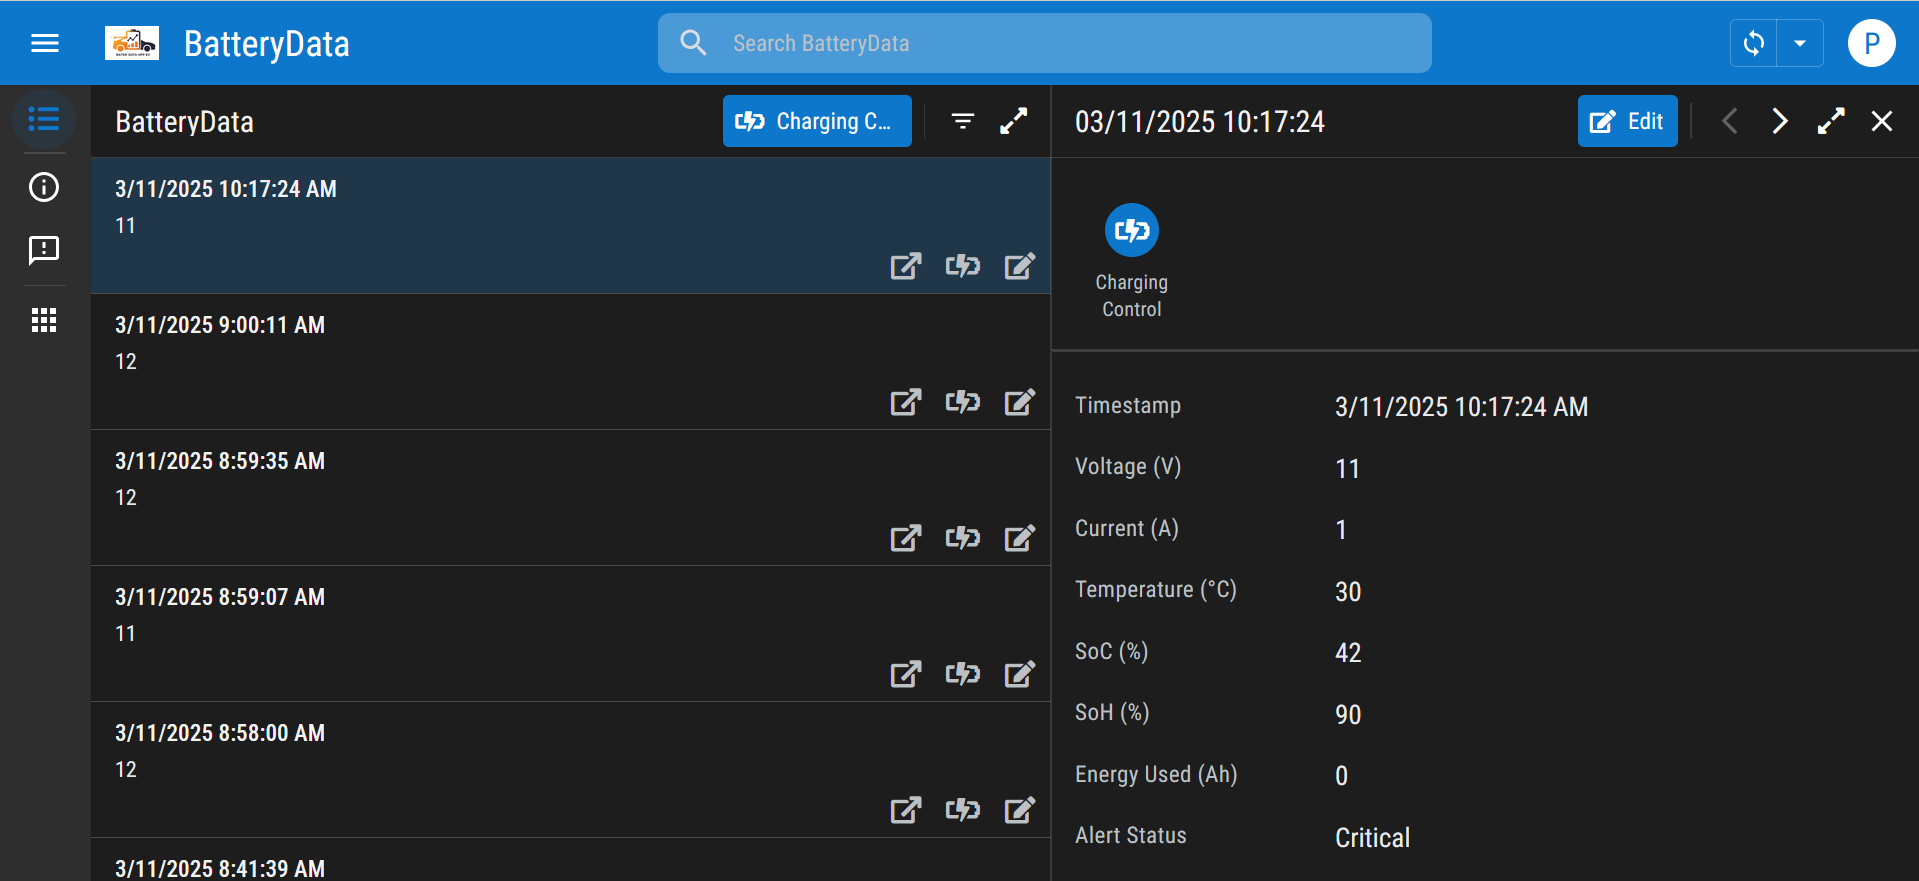 BatteryData
Search BatteryData
P
BatteryData
Charging C...
03/11/2025 10:17:24
Edit
3/11/2025 10:17:24 AM
11
3/11/2025 9:00:11 AM
12
3/11/2025 8:59:35 AM
12
3/11/2025 8:59:07 AM
11
3/11/2025 8:58:00 AM
12
3/11/2025 8:41:39 AM
Charging
Control
Timestamp 3/11/2025 10:17:24 AM
Voltage (V) 11
Current (A) 1
Temperature (°C) 30
SoC (%) 42
SoH (%) 90
Energy Used (Ah) 0
Alert Status Critical